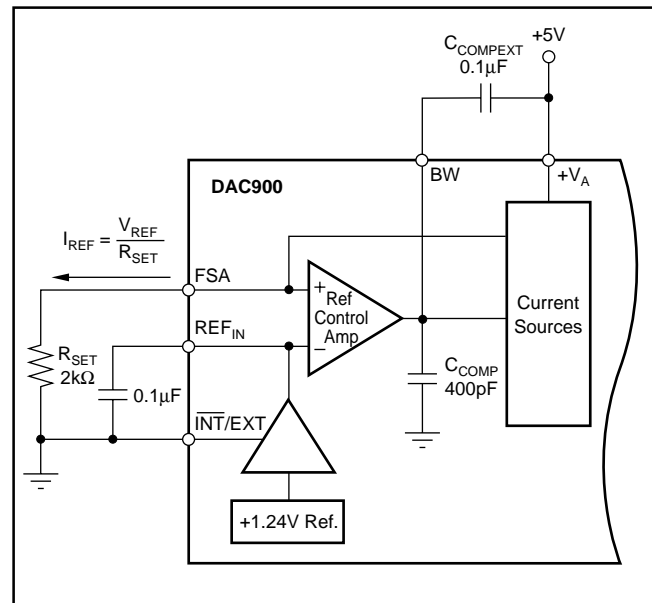 C_COMPEXT
0.1µF
+5V
DAC900
BW
+V_A
I_REF = V_REF / R_SET
FSA
REF_IN
R_SET
2kΩ
0.1µF
INT/EXT
+
–
Ref
Control
Amp
C_COMP
400pF
Current
Sources
+1.24V Ref.